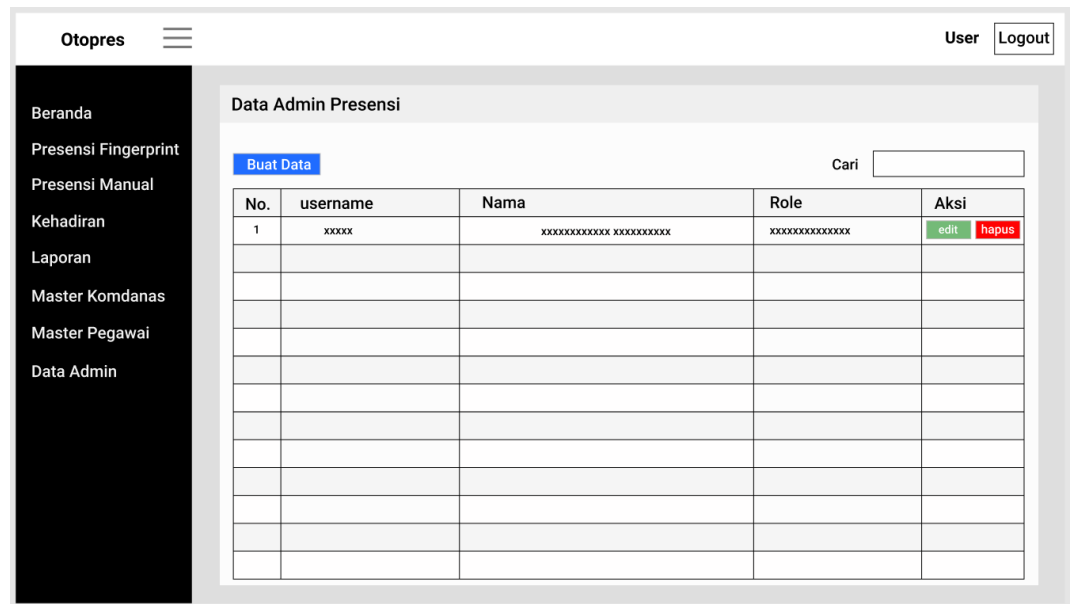 Otopres User Logout
Beranda
Presensi Fingerprint
Presensi Manual
Kehadiran
Laporan
Master Komdanas
Master Pegawai
Data Admin
Data Admin Presensi
Buat Data Cari
No. username Nama Role Aksi
1 xxxxx xxxxxxxxxxxx xxxxxxxxxx xxxxxxxxxxxxxx edit hapus